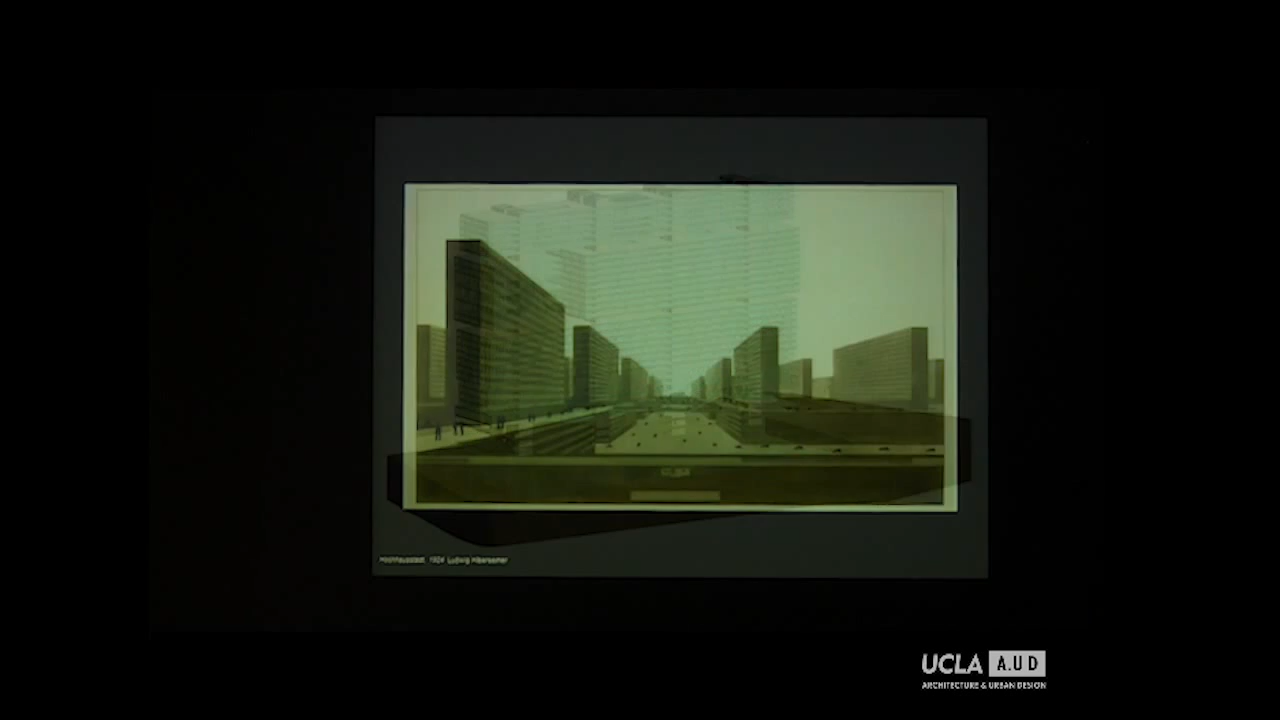 Hochhausstadt, 1924 Ludwig Hilberseimer
UCLA A.UD
ARCHITECTURE & URBAN DESIGN